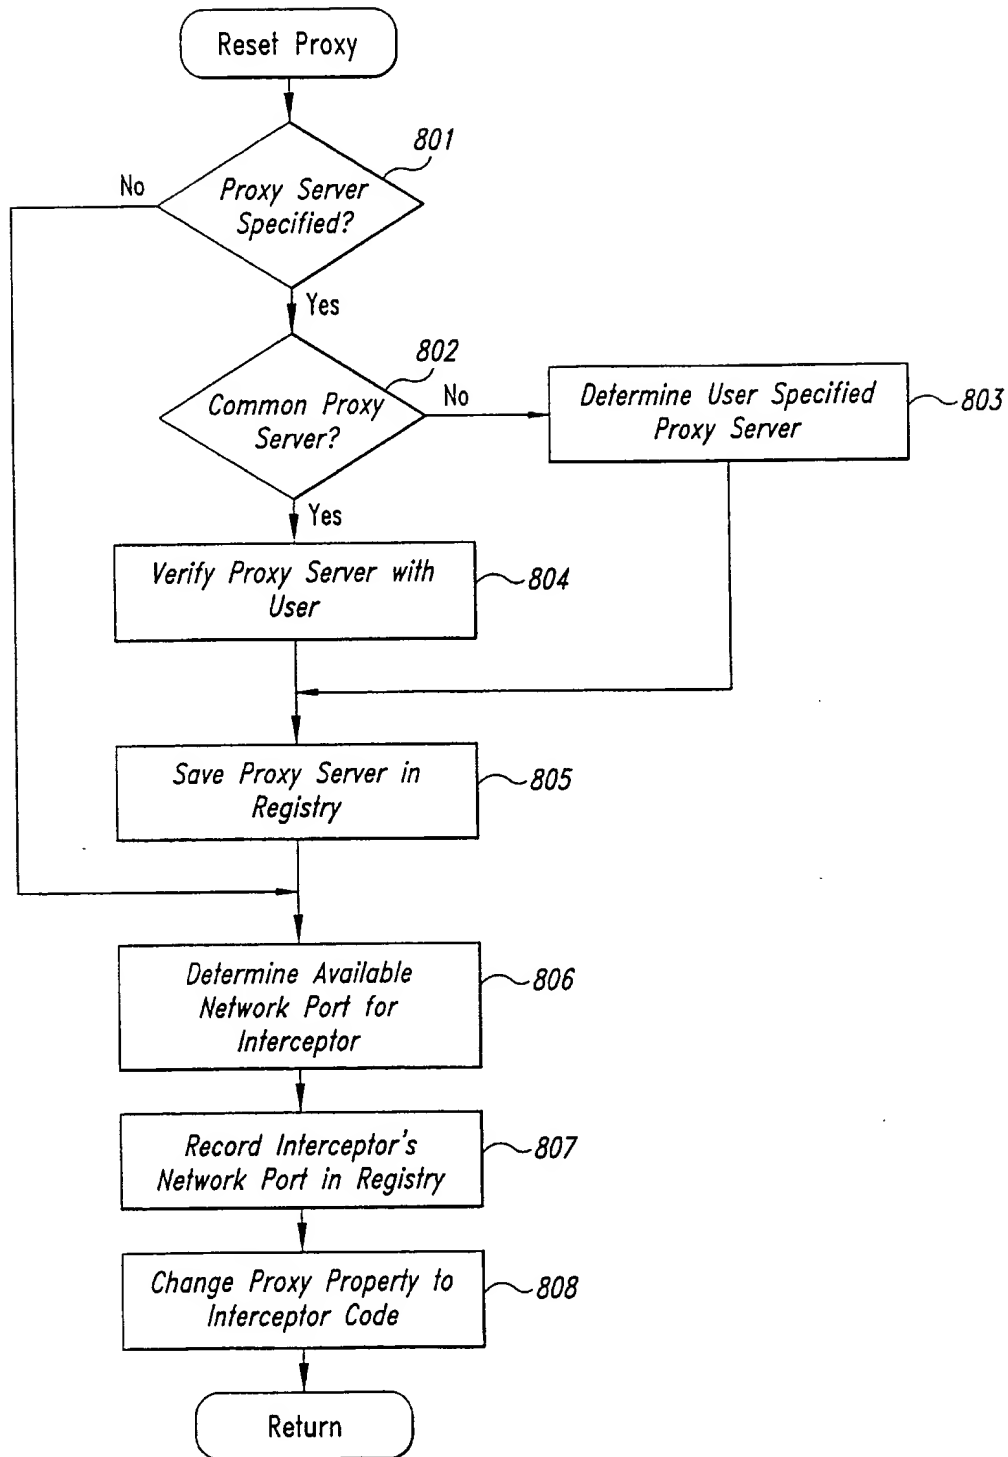 Reset Proxy
801
No
Proxy Server
Specified?
Yes
802
Common Proxy
Server?
No
Determine User Specified
Proxy Server
803
Yes
Verify Proxy Server with
User
804
Save Proxy Server in
Registry
805
Determine Available
Network Port for
Interceptor
806
Record Interceptor's
Network Port in Registry
807
Change Proxy Property to
Interceptor Code
808
Return